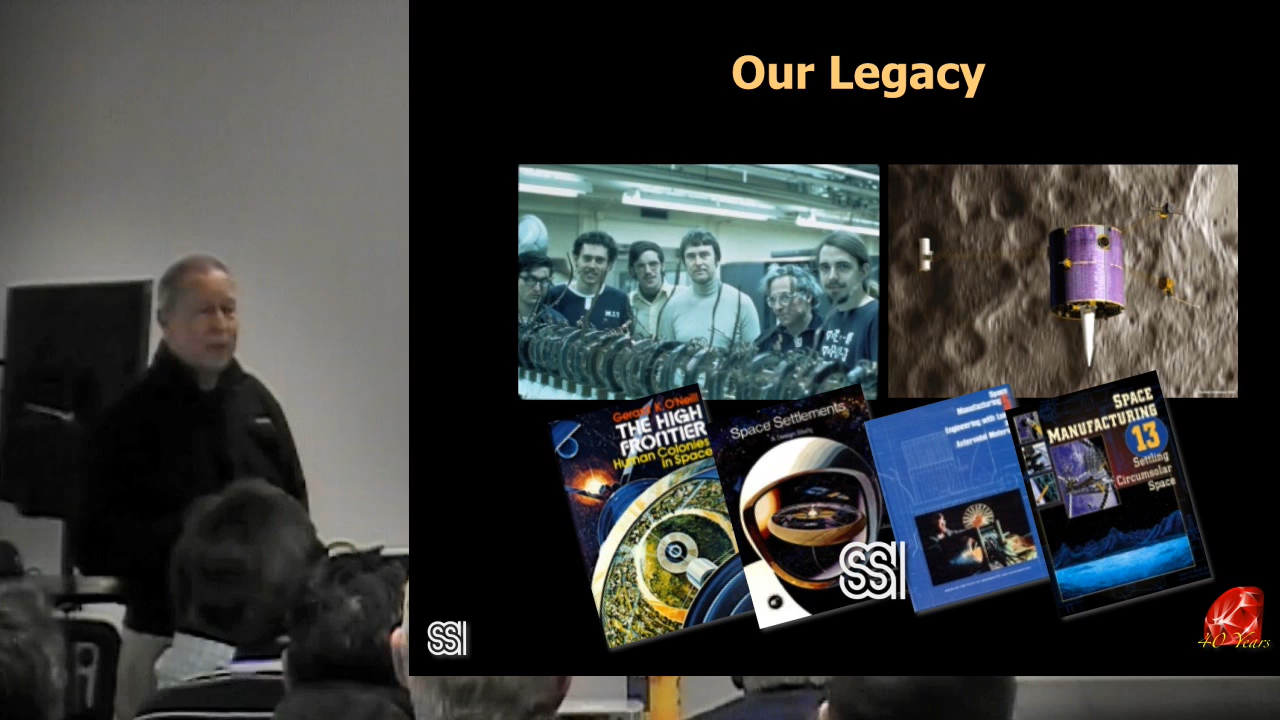 Our Legacy
M.I.T
Gerard K. O'Neill
THE HIGH
FRONTIER
Human Colonies
in Space
Space Settlements
A Design Study
Space
Manufacturing
Engineering with
SPACE
MANUFACTURING
13
Settling
Circumsolar
Space
SSI
SSI
40 Years